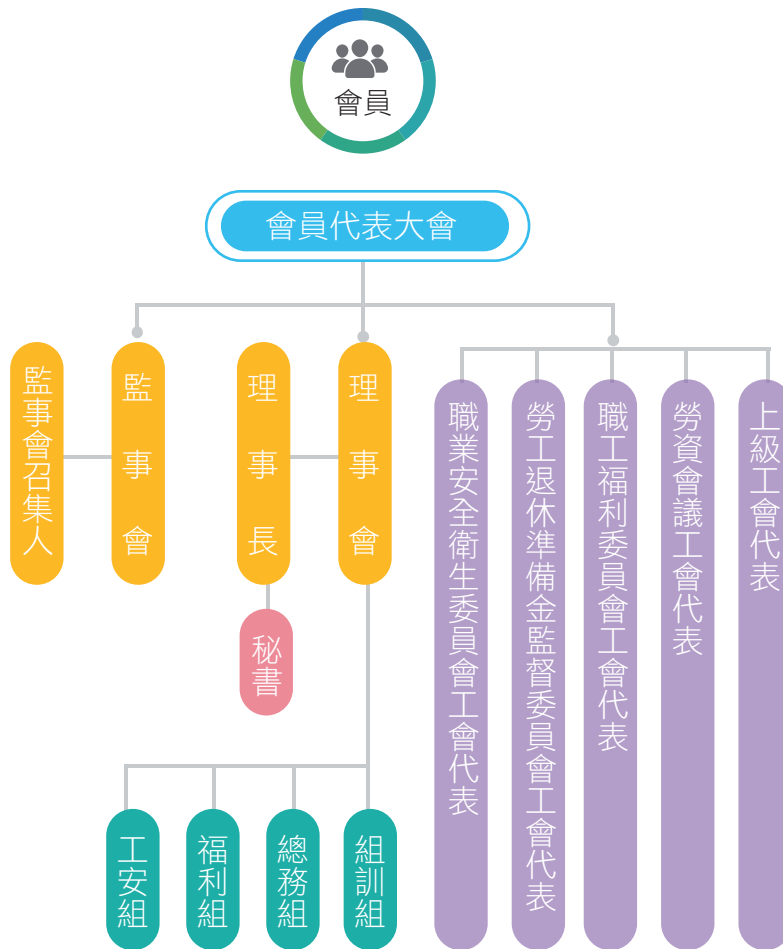 會員
會員代表大會
監事會召集人
監事會
理事長
理事會
職業安全衛生委員會工會代表
勞工退休準備金監督委員會工會代表
職工福利委員會工會代表
勞資會議工會代表
上級工會代表
秘書
工安組
福利組
總務組
組訓組